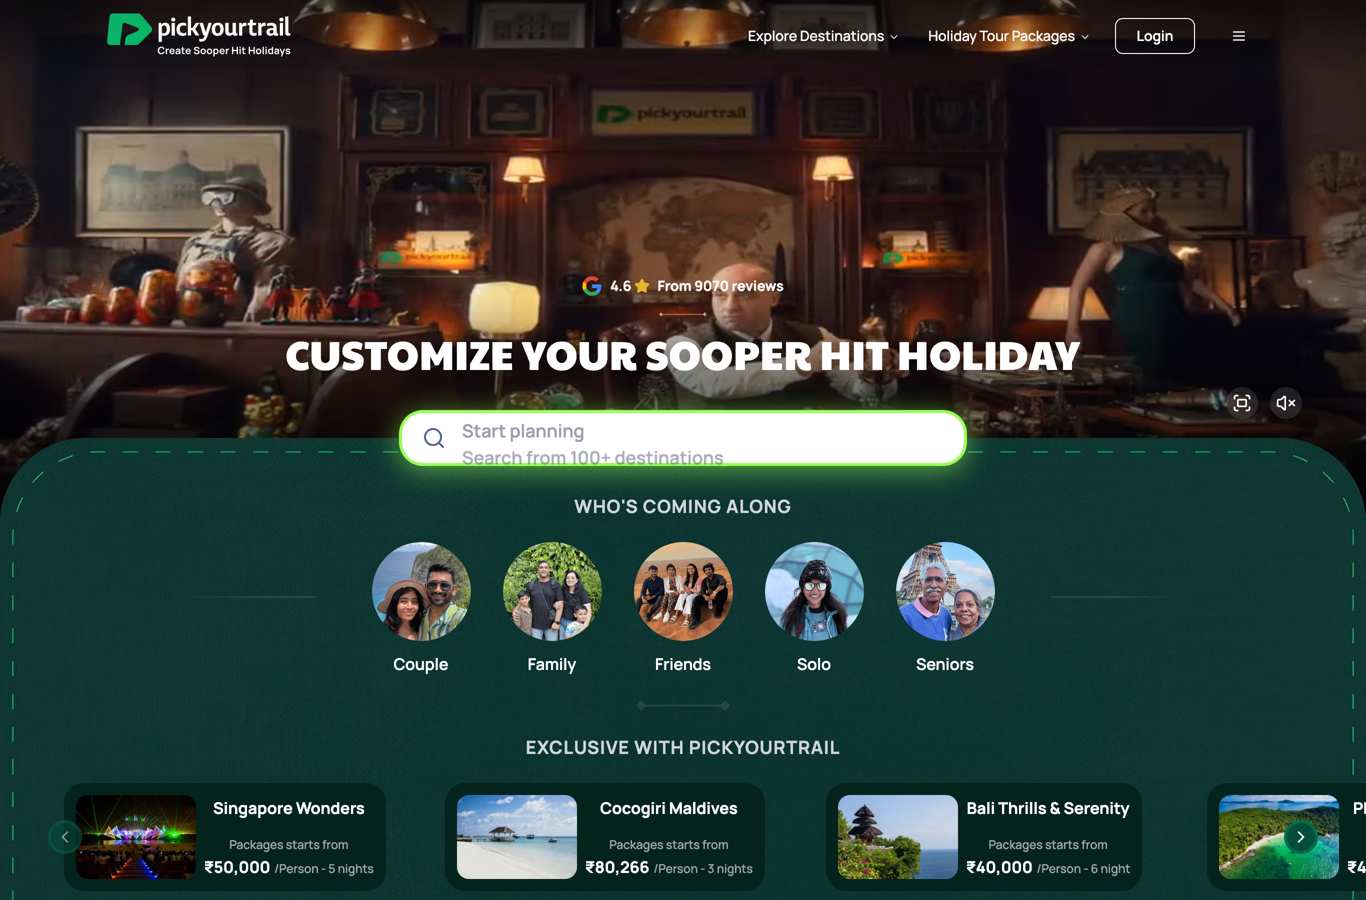 pickyourtrail
Create Sooper Hit Holidays
Explore Destinations
Holiday Tour Packages
Login
pickyourtrail
pickyourtrail
pickyourtrail
4.6 From 9070 reviews
CUSTOMIZE YOUR SOOPER HIT HOLIDAY
Start planning
Search from 100+ destinations
WHO'S COMING ALONG
Couple
Family
Friends
Solo
Seniors
EXCLUSIVE WITH PICKYOURTRAIL
Singapore Wonders
Packages starts from
₹50,000 /Person - 5 nights
Cocogiri Maldives
Packages starts from
₹80,266 /Person - 3 nights
Bali Thrills & Serenity
Packages starts from
₹40,000 /Person - 6 night